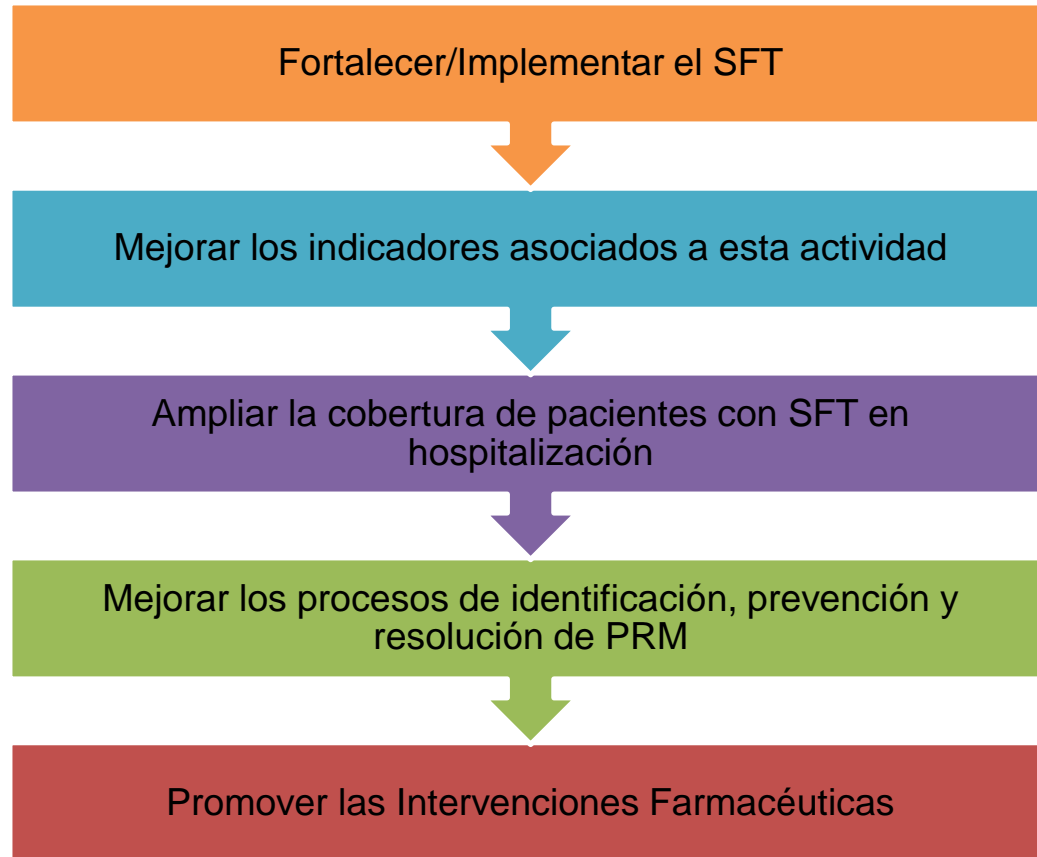 Fortalecer/Implementar el SFT
Mejorar los indicadores asociados a esta actividad
Ampliar la cobertura de pacientes con SFT en
hospitalización
Mejorar los procesos de identificación, prevención y
resolución de PRM
Promover las Intervenciones Farmacéuticas